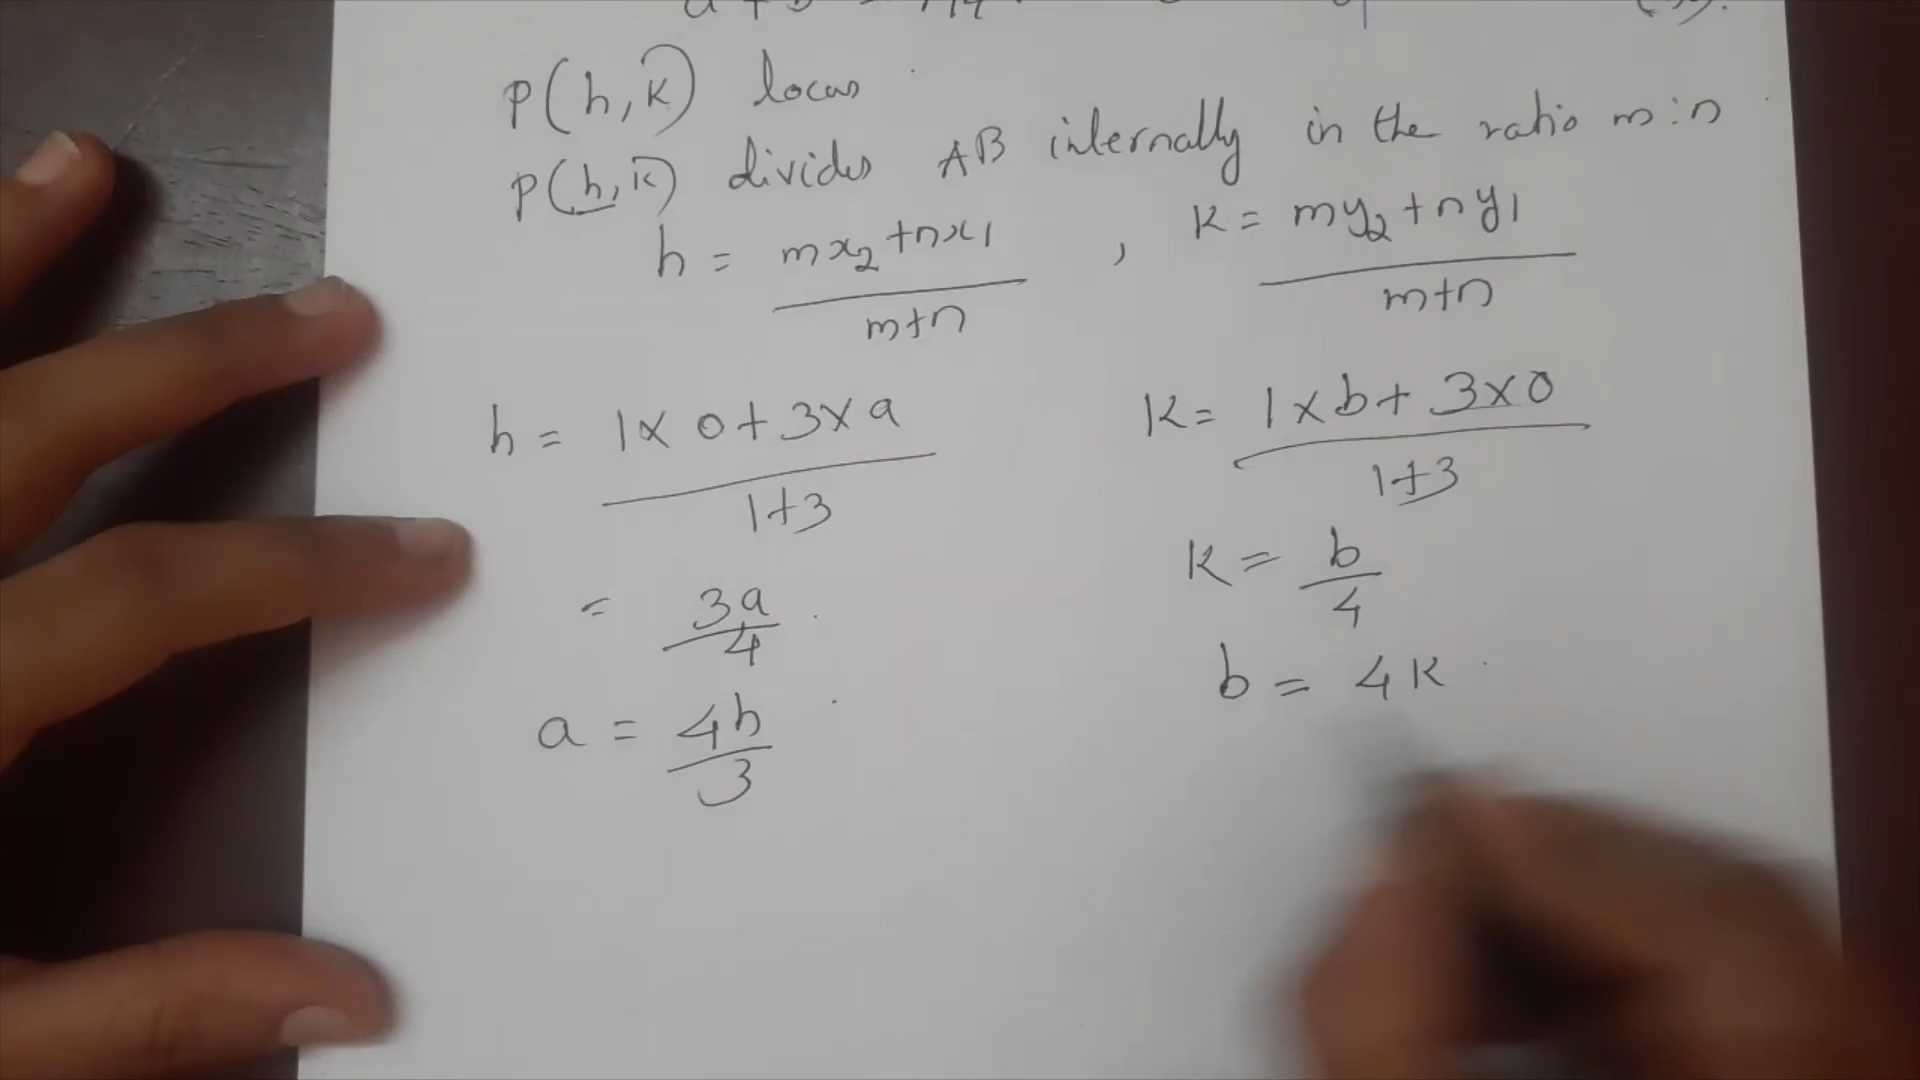 P(h,k) locus
P(h,k) divides AB internally in the ratio m:n
h = mx₂+nx₁ / m+n , k = my₂+ny₁ / m+n
h = 1×0+3×a / 1+3 k = 1×b+3×0 / 1+3
= 3a/4 k = b/4
a = 4h/3 b = 4k